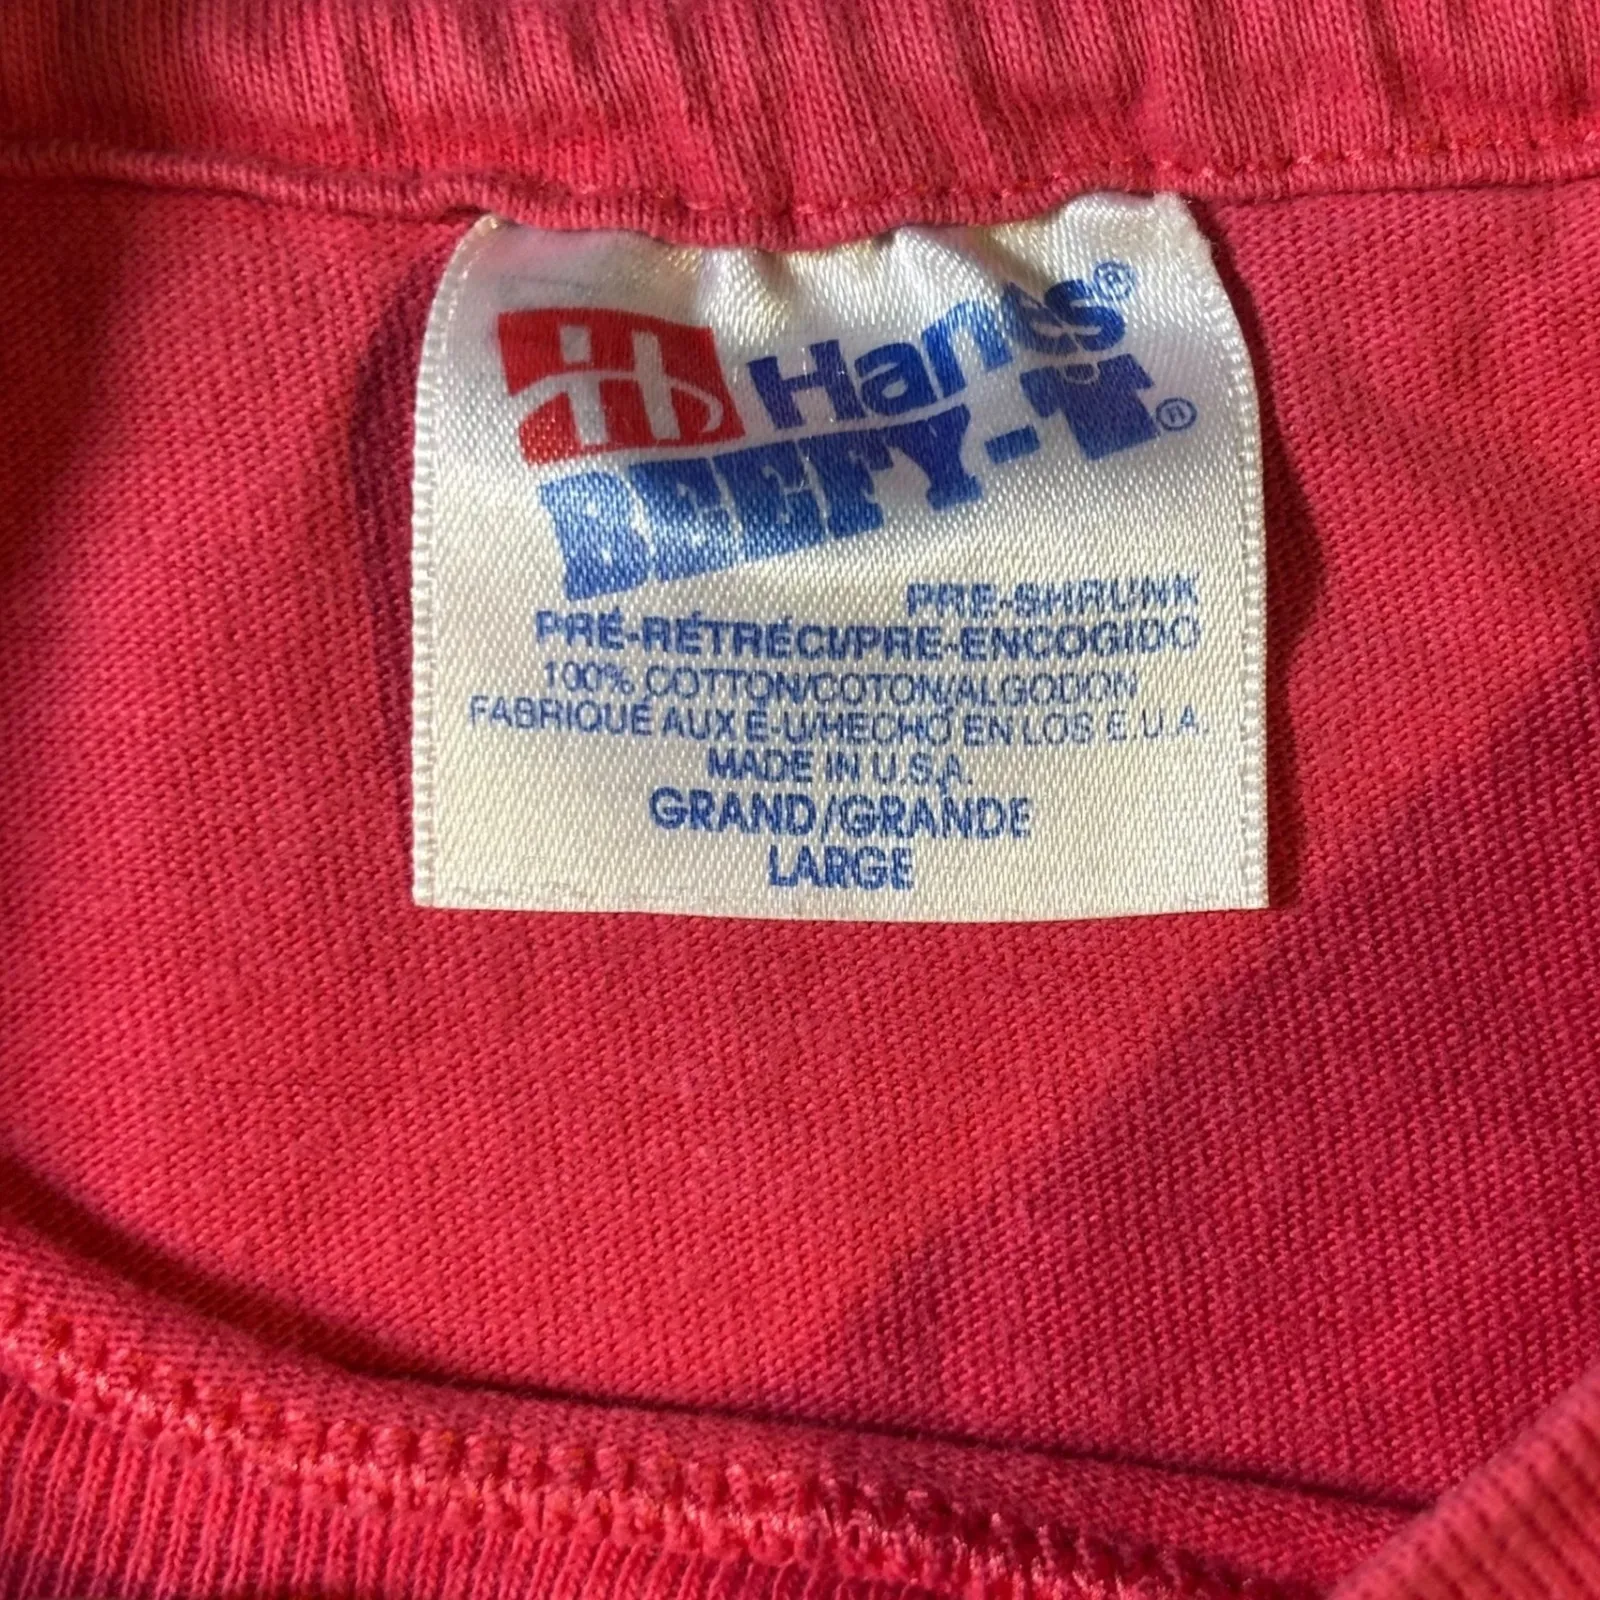 Hanes®
BEEFY-T®
PRE-SHRUNK
PRÉ-RÉTRÉCI/PRE-ENCOGIDO
100% COTTON/COTON/ALGODON
FABRIQUÉ AUX É-U/HECHO EN LOS E.U.A.
MADE IN U.S.A.
GRAND/GRANDE
LARGE